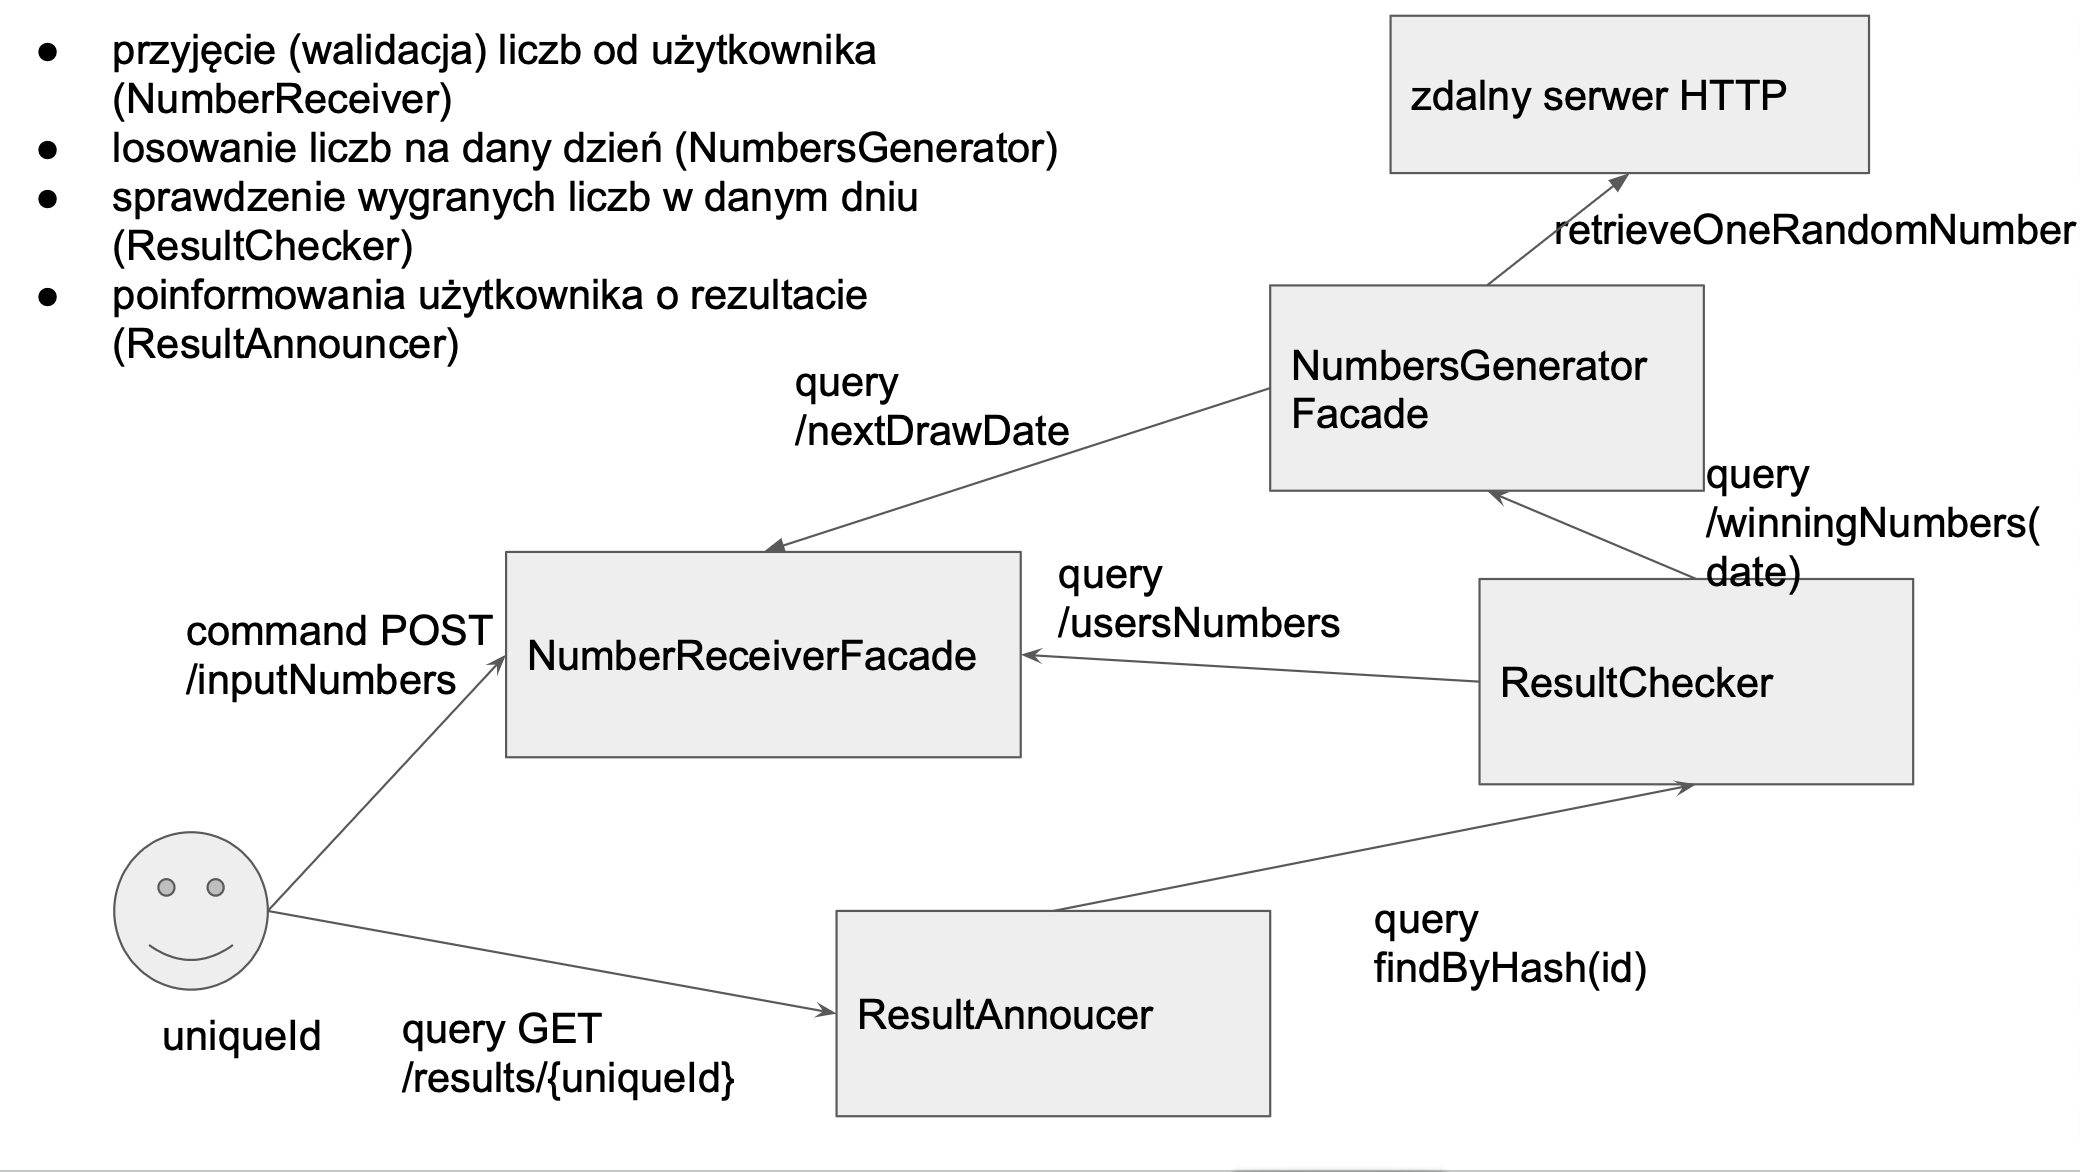 ● przyjęcie (walidacja) liczb od użytkownika
(NumberReceiver)
● losowanie liczb na dany dzień (NumbersGenerator)
● sprawdzenie wygranych liczb w danym dniu
(ResultChecker)
● poinformowania użytkownika o rezultacie
(ResultAnnouncer)
zdalny serwer HTTP
retrieveOneRandomNumber
NumbersGenerator
Facade
query
/nextDrawDate
query
/winningNumbers(
date)
query
/usersNumbers
command POST
/inputNumbers
NumberReceiverFacade
ResultChecker
query
findByHash(id)
ResultAnnoucer
uniqueId
query GET
/results/{uniqueId}